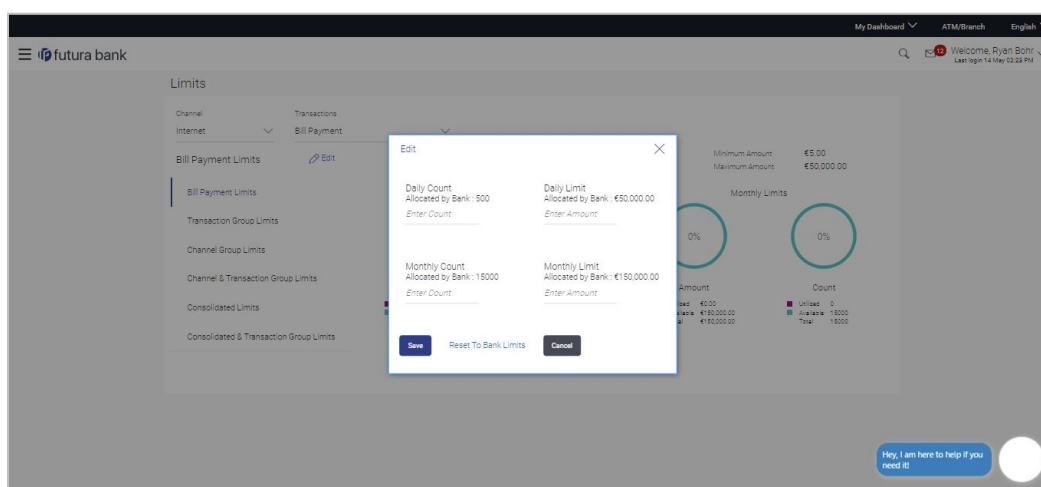 My Dashboard ATM/Branch English
futura bank
12
Welcome, Ryan Bohr
Last login 14 May 02:23 PM
Limits
Channel Transactions
Internet Bill Payment
Bill Payment Limits Edit
Bill Payment Limits
Transaction Group Limits
Channel Group Limits
Channel & Transaction Group Limits
Consolidated Limits
Consolidated & Transaction Group Limits
Edit
Daily Count Daily Limit
Allocated by Bank : 500 Allocated by Bank : €50,000.00
Enter Count Enter Amount
Monthly Count Monthly Limit
Allocated by Bank : 15000 Allocated by Bank : €150,000.00
Enter Count Enter Amount
Save Reset To Bank Limits Cancel
Minimum Amount €5.00
Maximum Amount €50,000.00
Monthly Limits
0% 0%
Amount Count
€0.00 Utilized 0
€150,000.00 Available 15000
€150,000.00 Total 15000
Hey, I am here to help if you
need it!